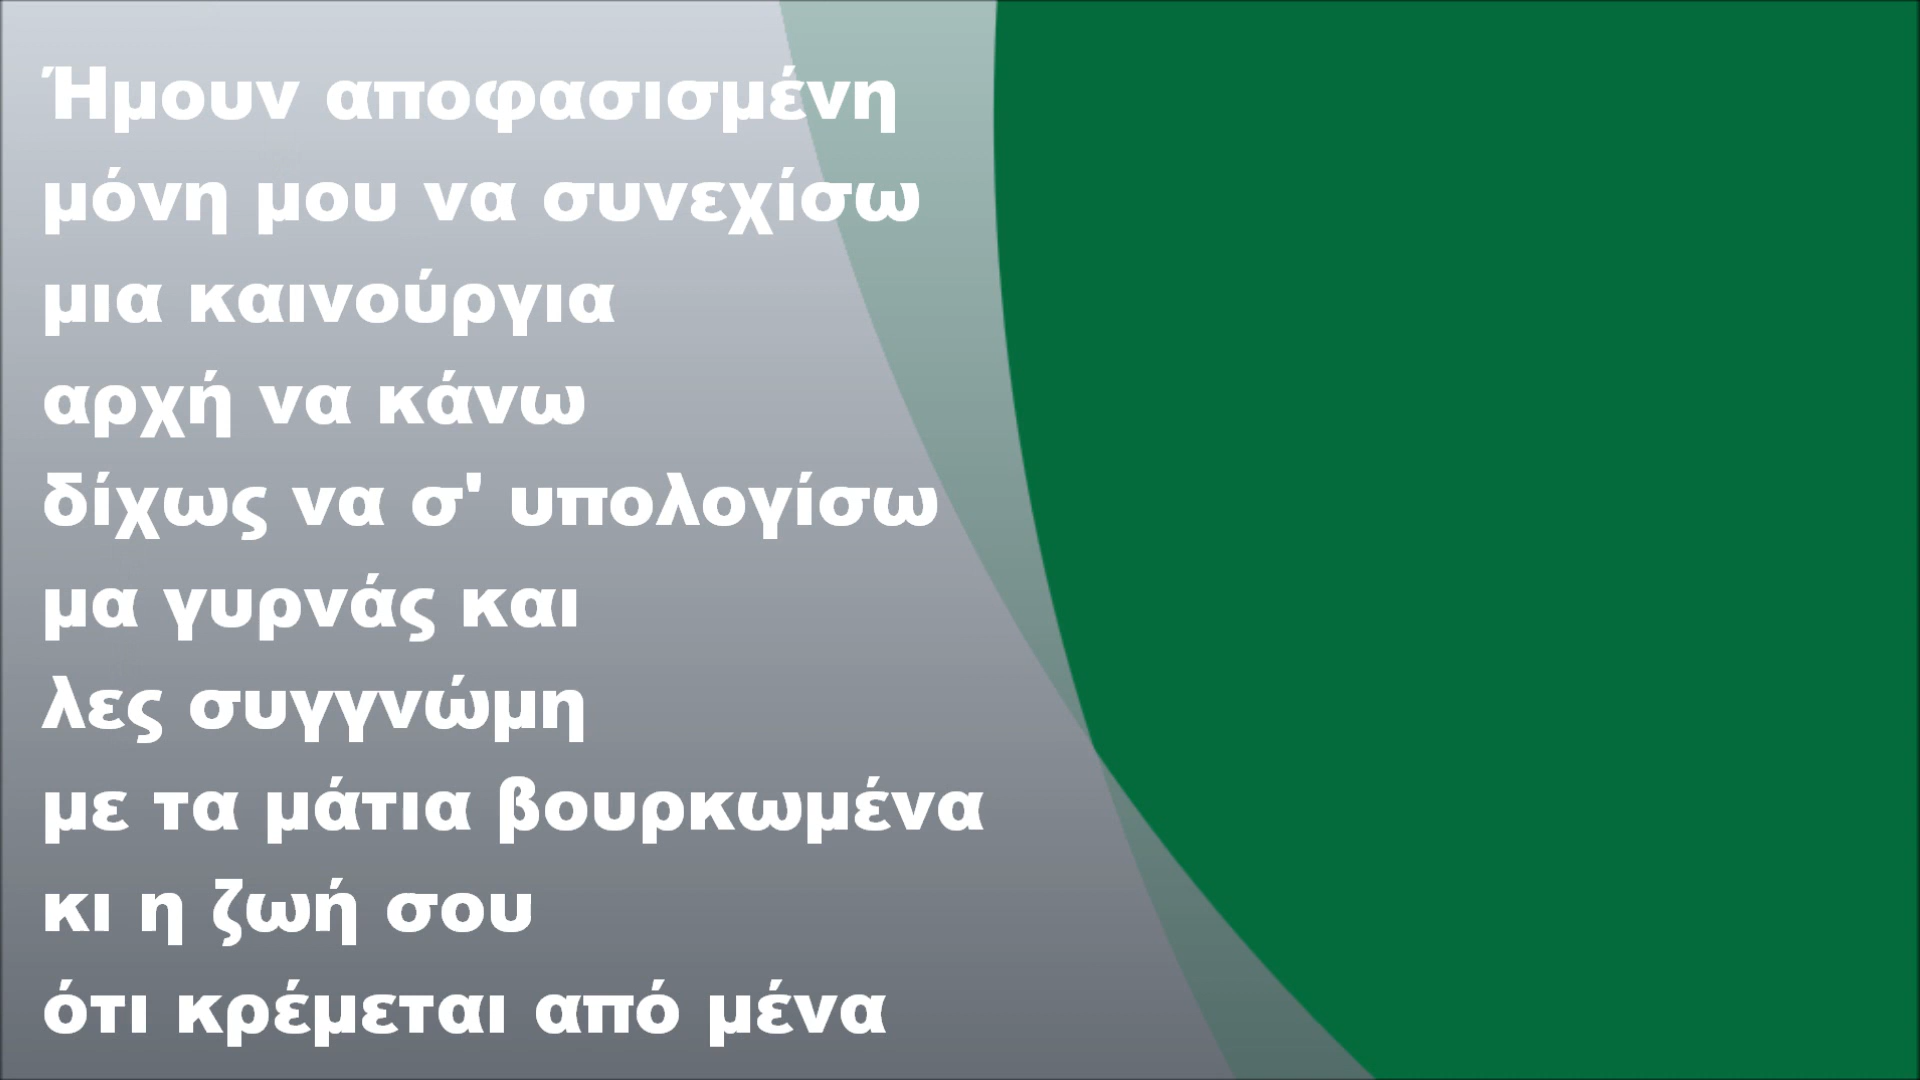 Ήμουν αποφασισμένη
μόνη μου να συνεχίσω
μια καινούργια
αρχή να κάνω
δίχως να σ' υπολογίσω
μα γυρνάς και
λες συγγνώμη
με τα μάτια βουρκωμένα
κι η ζωή σου
ότι κρέμεται από μένα